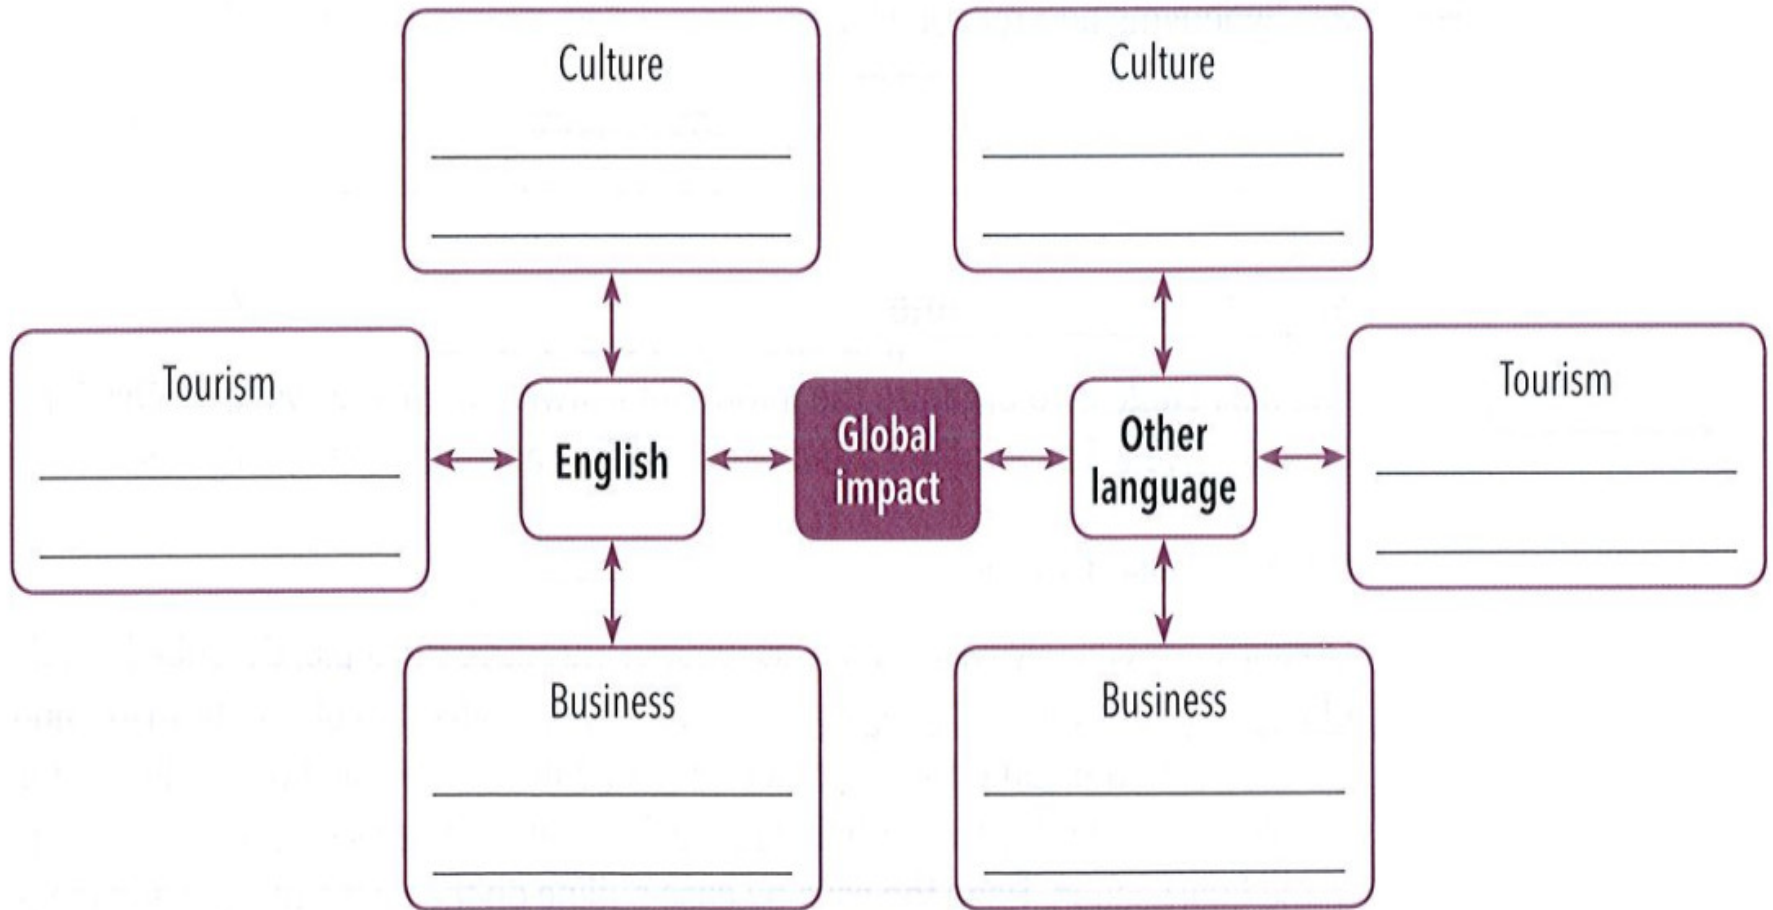 Culture
Culture
Tourism
English
Global
impact
Other
language
Tourism
Business
Business